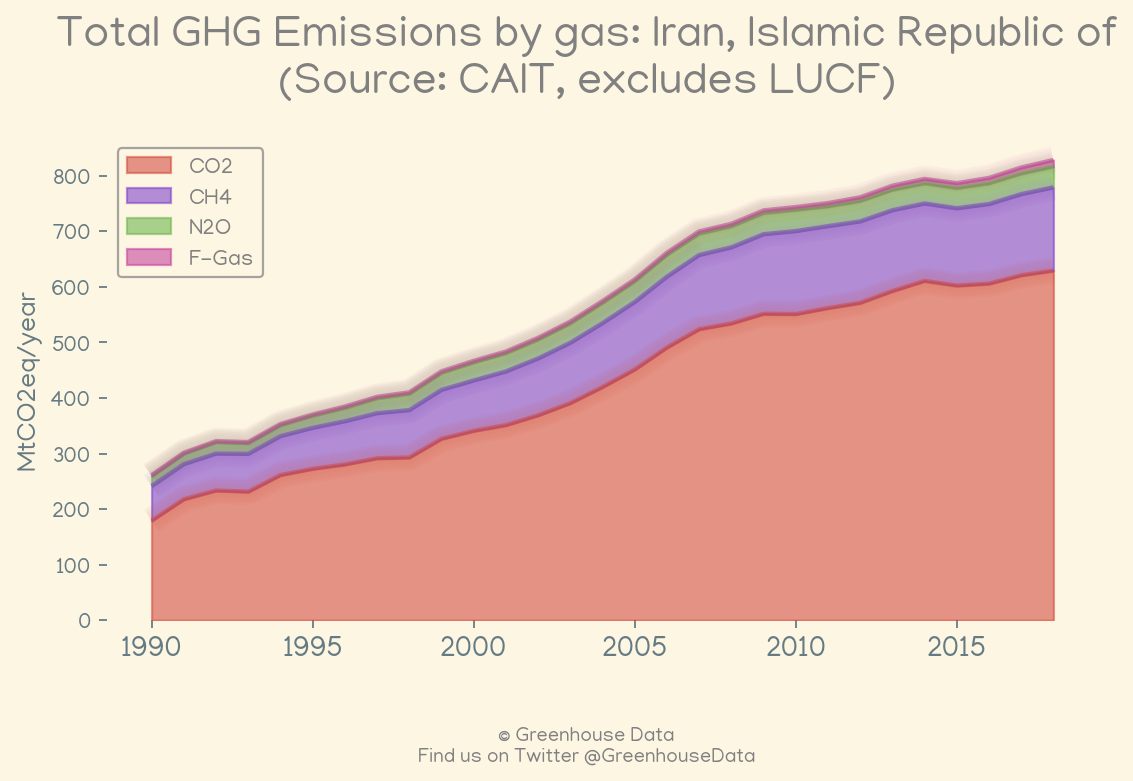 Total GHG Emissions by gas: Iran, Islamic Republic of
(Source: CAIT, excludes LUCF)
CO2
CH4
N2O
F-Gas
MtCO2eq/year
800
700
600
500
400
300
200
100
0
1990 1995 2000 2005 2010 2015
© Greenhouse Data
Find us on Twitter @GreenhouseData